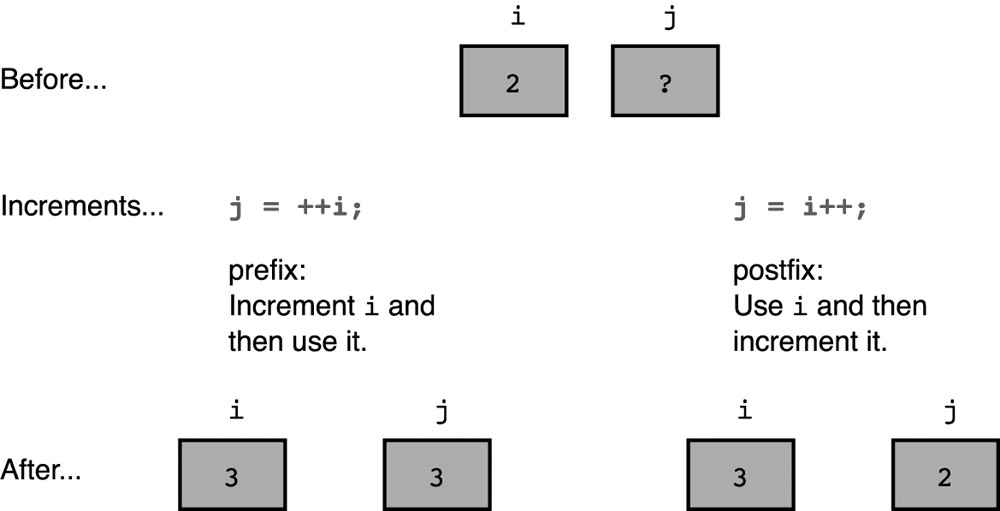 i j
Before... 2 ?
Increments... j = ++i; j = i++;
prefix:
Increment i and
then use it.
postfix:
Use i and then
increment it.
i j i j
After... 3 3 3 2